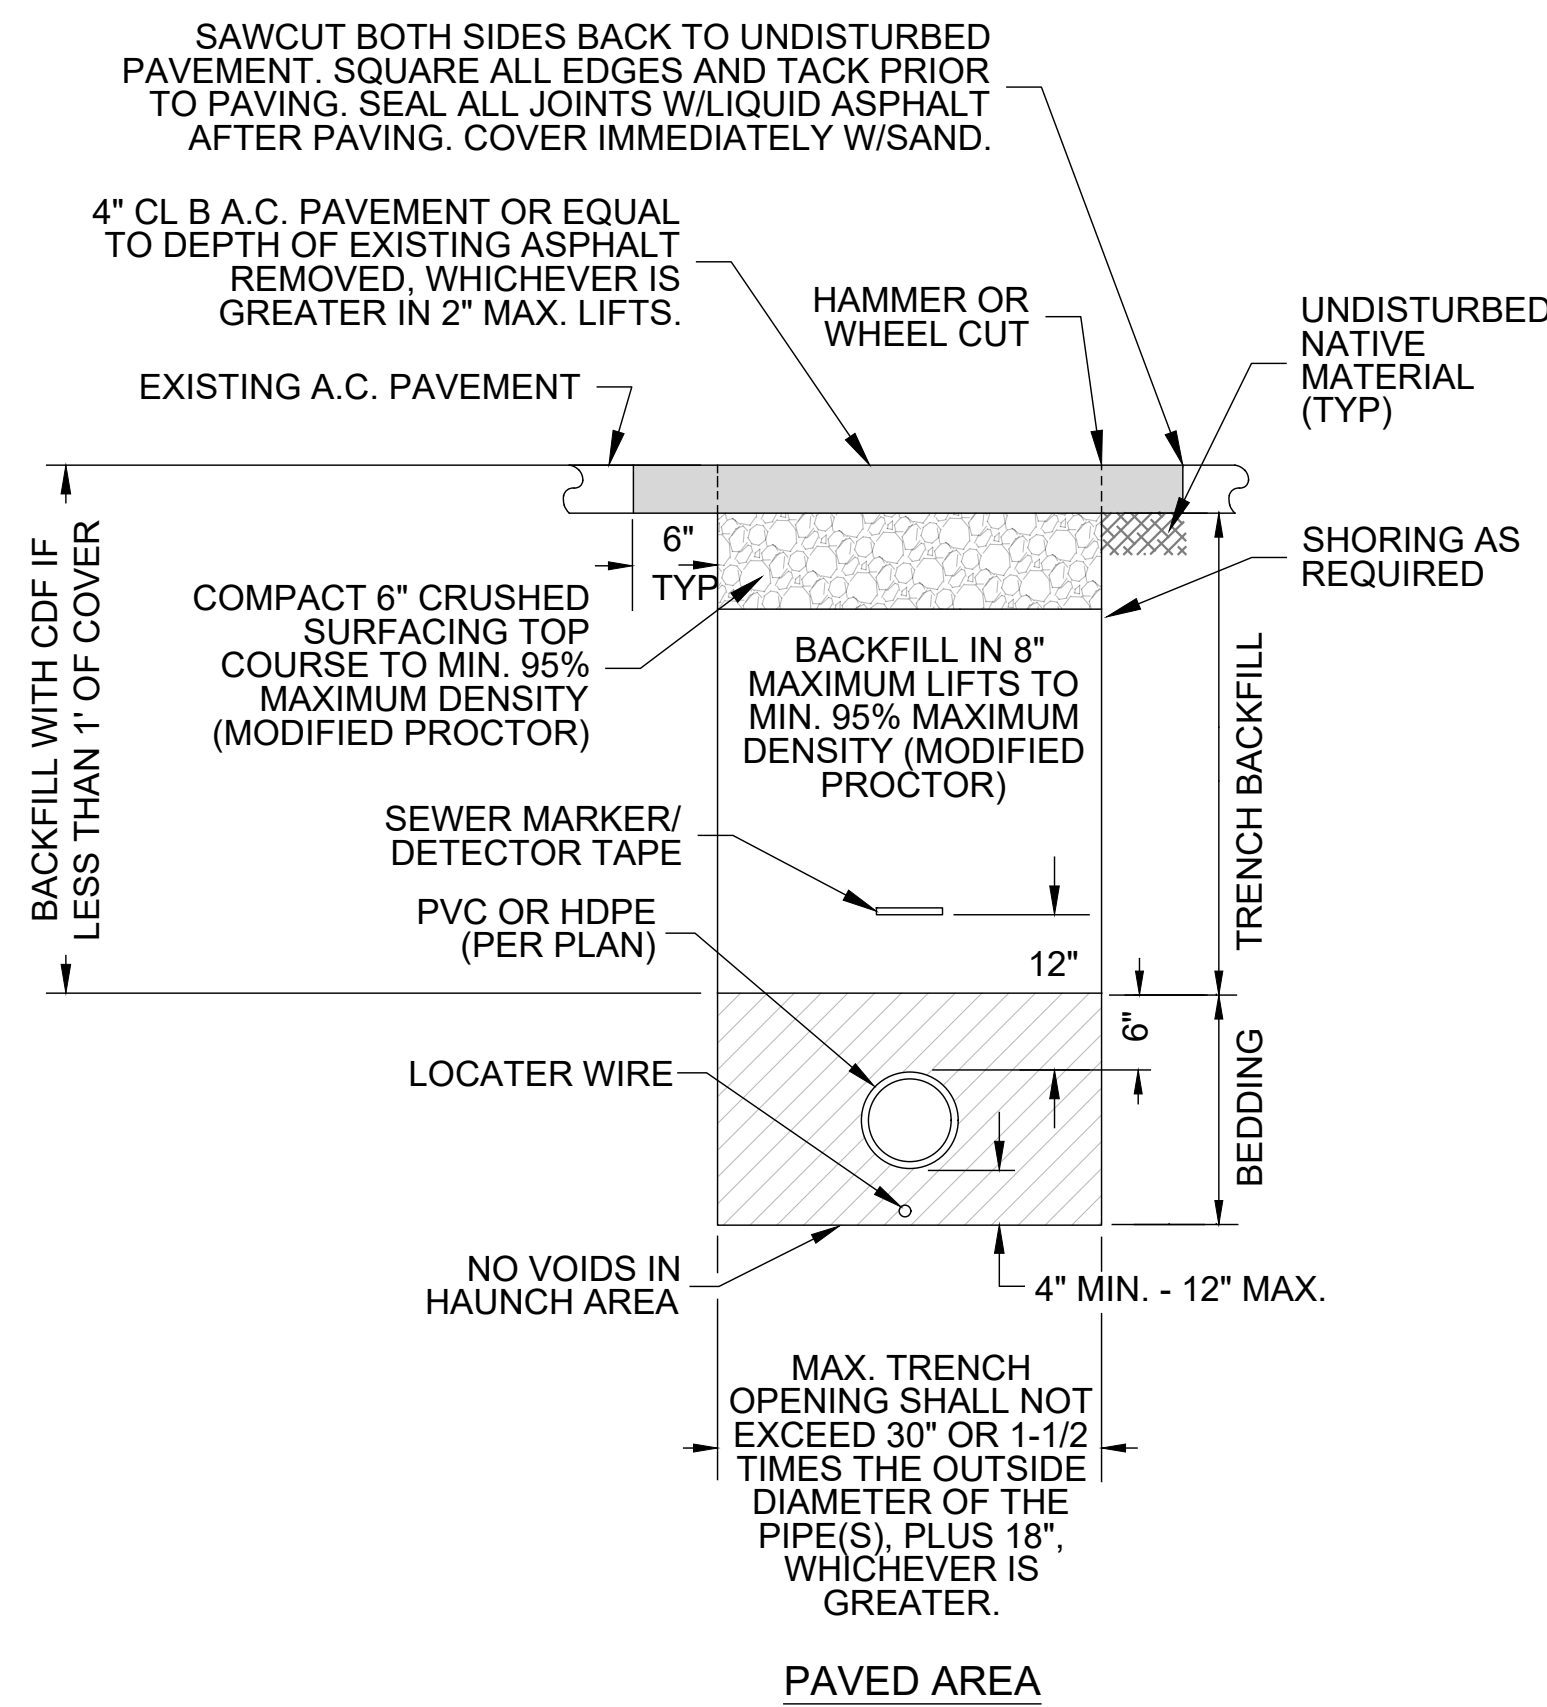 SAWCUT BOTH SIDES BACK TO UNDISTURBED
PAVEMENT. SQUARE ALL EDGES AND TACK PRIOR
TO PAVING. SEAL ALL JOINTS W/LIQUID ASPHALT
AFTER PAVING. COVER IMMEDIATELY W/SAND.
4" CL B A.C. PAVEMENT OR EQUAL
TO DEPTH OF EXISTING ASPHALT
REMOVED, WHICHEVER IS
GREATER IN 2" MAX. LIFTS.
HAMMER OR
WHEEL CUT
UNDISTURBED
NATIVE
MATERIAL
(TYP)
EXISTING A.C. PAVEMENT
BACKFILL WITH CDF IF
LESS THAN 1' OF COVER
6"
TYP
SHORING AS
REQUIRED
COMPACT 6" CRUSHED
SURFACING TOP
COURSE TO MIN. 95%
MAXIMUM DENSITY
(MODIFIED PROCTOR)
BACKFILL IN 8"
MAXIMUM LIFTS TO
MIN. 95% MAXIMUM
DENSITY (MODIFIED
PROCTOR)
TRENCH BACKFILL
SEWER MARKER/
DETECTOR TAPE
PVC OR HDPE
(PER PLAN)
12"
6"
LOCATER WIRE
BEDDING
NO VOIDS IN
HAUNCH AREA
4" MIN. - 12" MAX.
MAX. TRENCH
OPENING SHALL NOT
EXCEED 30" OR 1-1/2
TIMES THE OUTSIDE
DIAMETER OF THE
PIPE(S), PLUS 18",
WHICHEVER IS
GREATER.
PAVED AREA